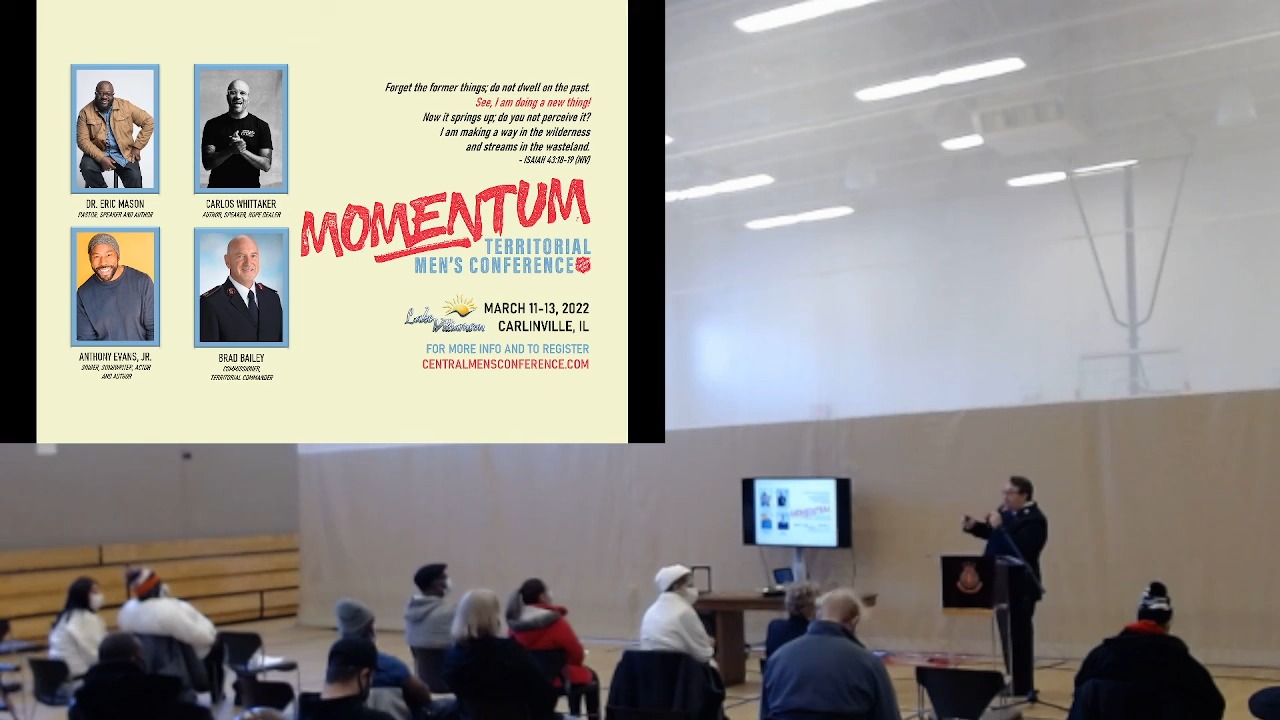 Forget the former things; do not dwell on the past.
See, I am doing a new thing!
Now it springs up; do you not perceive it?
I am making a way in the wilderness
and streams in the wasteland.
- ISAIAH 43:18-19 (NIV)
DR. ERIC MASON
PASTOR, SPEAKER AND AUTHOR
CARLOS WHITTAKER
AUTHOR, SPEAKER, HOPE DEALER
MOMENTUM
TERRITORIAL
MEN'S CONFERENCE
ANTHONY EVANS, JR.
SINGER, SONGWRITER, ACTOR
AND AUTHOR
BRAD BAILEY
COMMISSIONER,
TERRITORIAL COMMANDER
Lake Williamson
MARCH 11-13, 2022
CARLINVILLE, IL
FOR MORE INFO AND TO REGISTER
CENTRALMENSCONFERENCE.COM
MOMENTUM